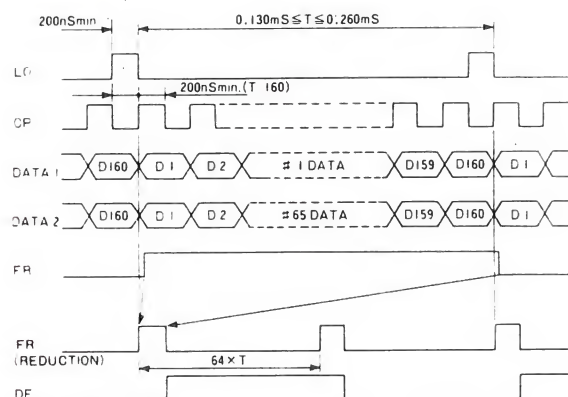 200nSmin
0.130mS≤T≤0.260mS
LO
200nSmin.(T 160)
CP
DATA 1 D160 D1 D2 #1 DATA D159 D160 D1
DATA 2 D160 D1 D2 #65 DATA D159 D160 D1
FR
FR
(REDUCTION)
64×T
DF